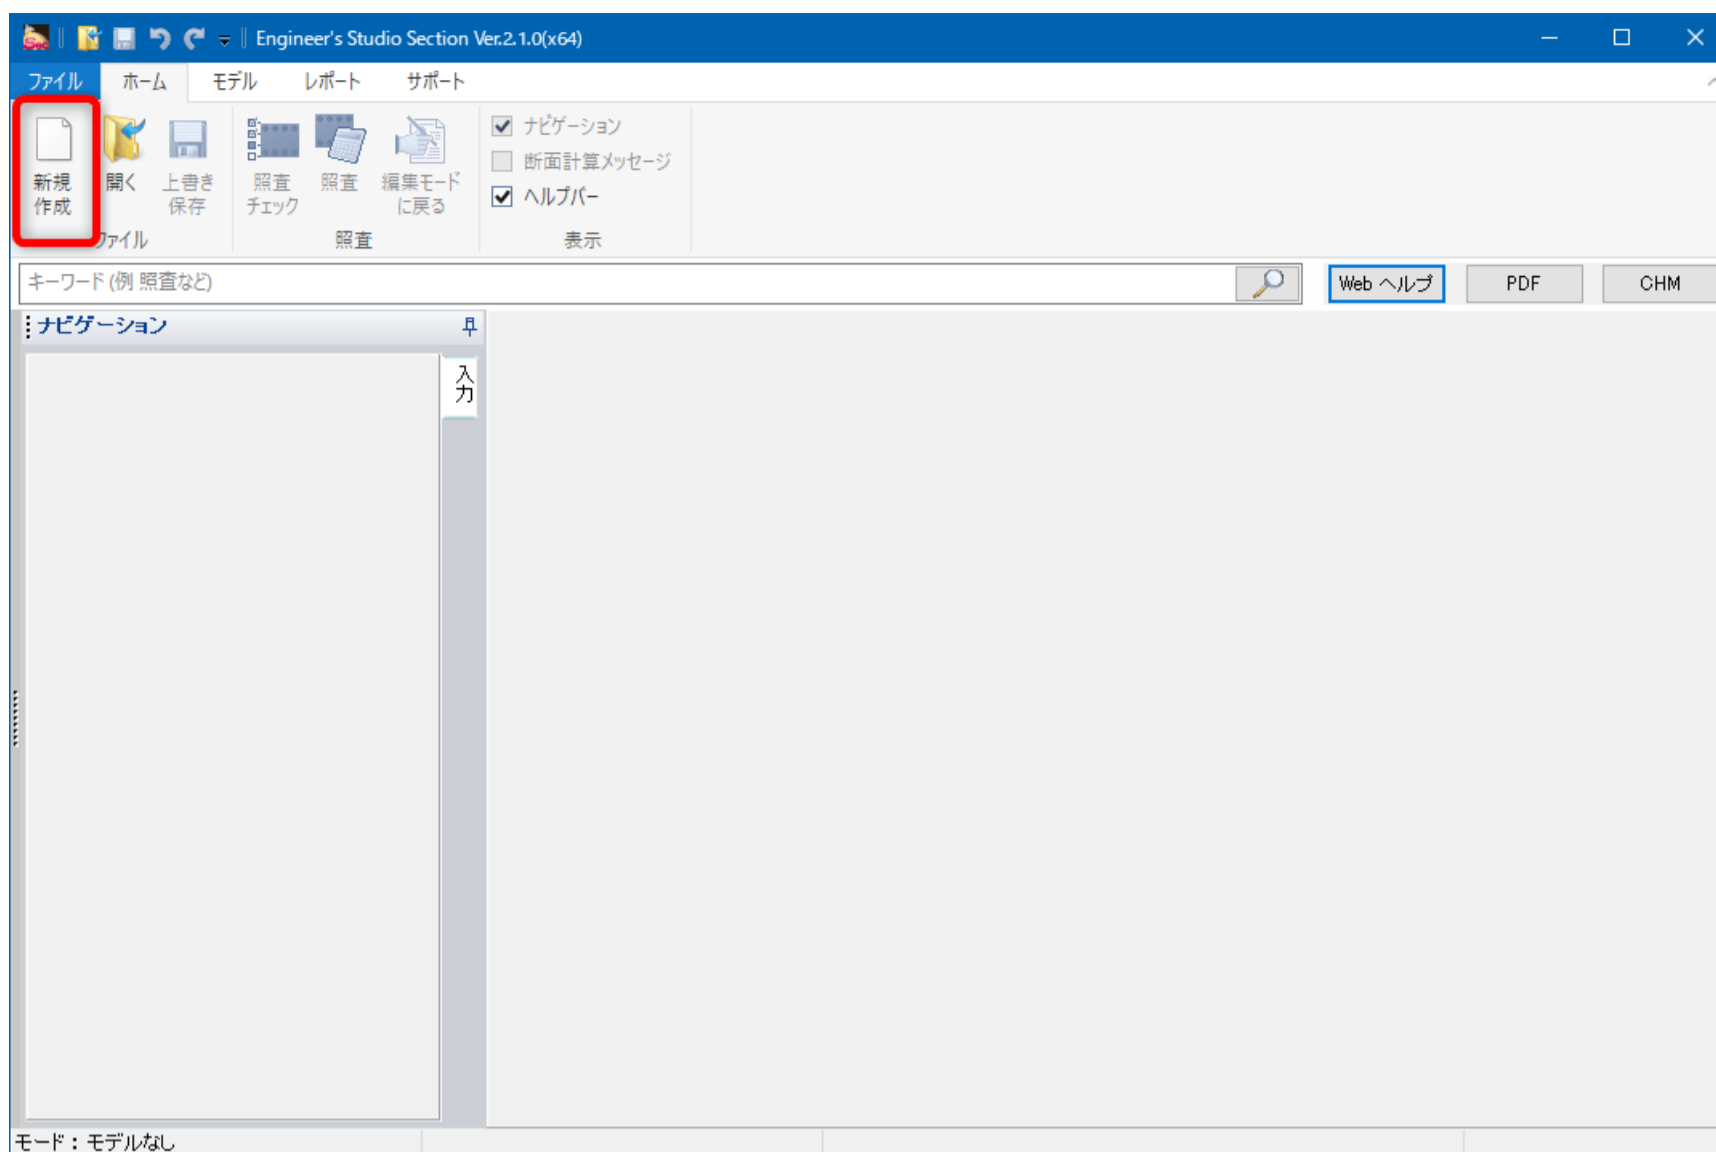 Engineer's Studio Section Ver.2.1.0(x64)
ファイル ホーム モデル レポート サポート
新規作成
開く
上書き保存
照査チェック
照査
編集モードに戻る
ナビゲーション
断面計算メッセージ
ヘルプバー
ファイル 照査 表示
キーワード (例 照査など) Web ヘルプ PDF CHM
ナビゲーション
入力
モード：モデルなし